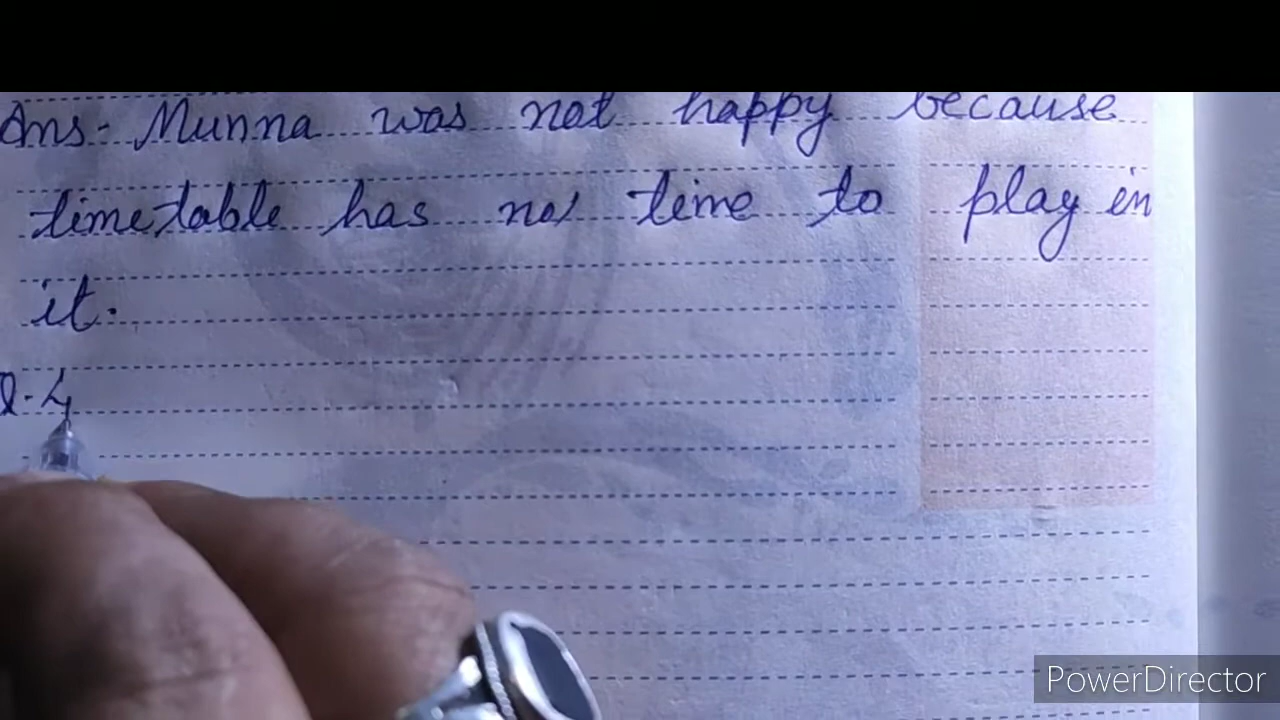 Ans- Munna was not happy because
timetable has no time to play in
it.
Q.4
PowerDirector